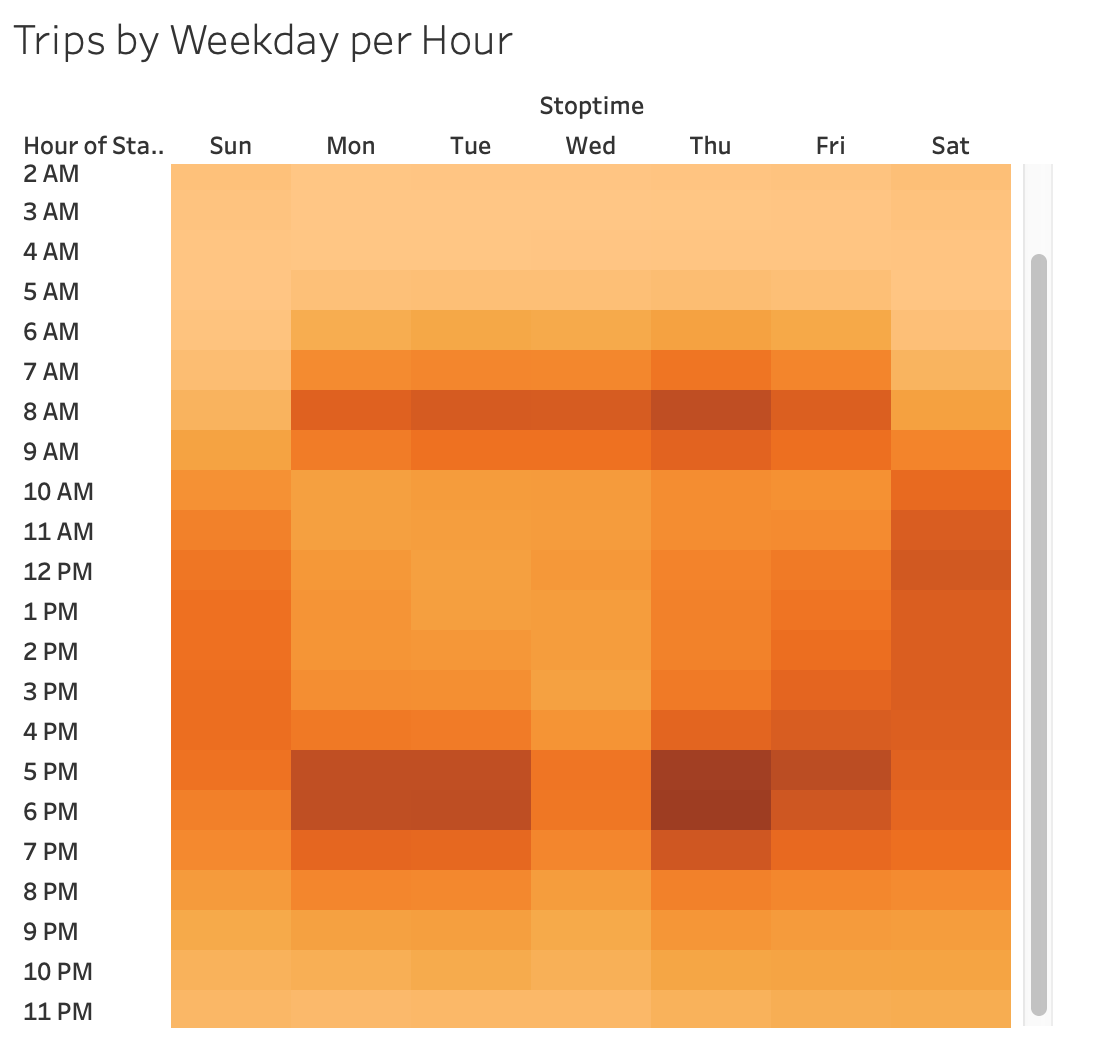 Trips by Weekday per Hour
Stoptime
Hour of Sta.. Sun Mon Tue Wed Thu Fri Sat
2 AM
3 AM
4 AM
5 AM
6 AM
7 AM
8 AM
9 AM
10 AM
11 AM
12 PM
1 PM
2 PM
3 PM
4 PM
5 PM
6 PM
7 PM
8 PM
9 PM
10 PM
11 PM